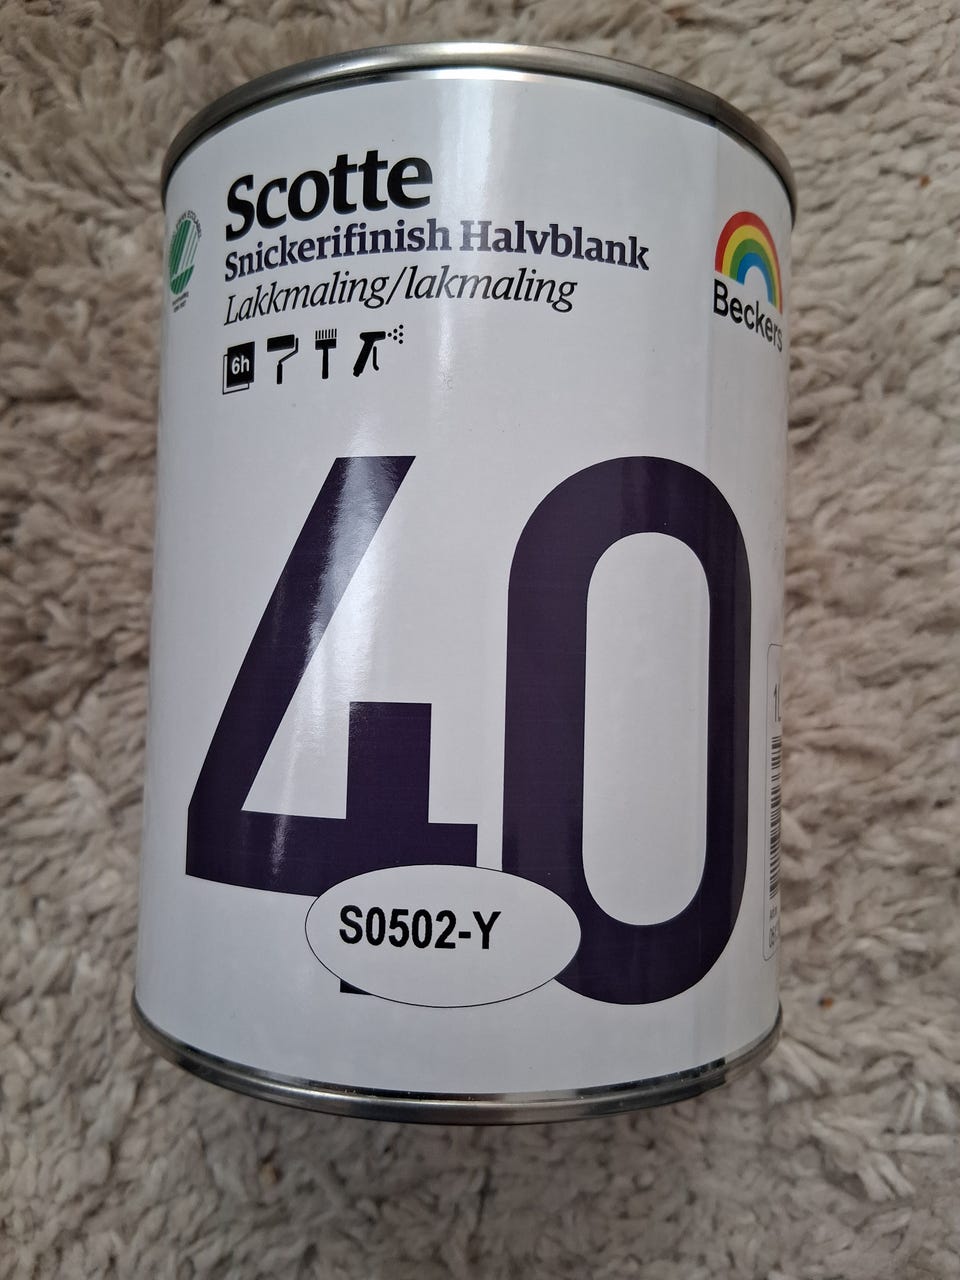 Scotte
Snickerifinish Halvblank
Lakkmaling/lakmaling
Beckers
6h
40
S0502-Y